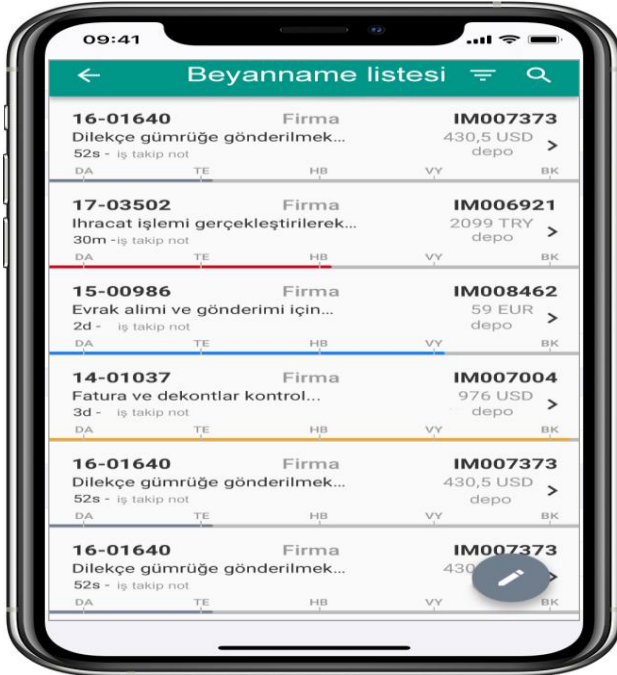 09:41
Beyanname listesi
16-01640 Firma IM007373
Dilekçe gümrüğe gönderilmek... 430,5 USD
52s - iş takip not depo
DA TE HB VY BK
17-03502 Firma IM006921
Ihracat işlemi gerçekleştirilerek... 2099 TRY
30m -iş takip not depo
DA TE HB VY BK
15-00986 Firma IM008462
Evrak alimi ve gönderimi için... 59 EUR
2d - iş takip not depo
DA TE HB VY BK
14-01037 Firma IM007004
Fatura ve dekontlar kontrol... 976 USD
3d - iş takip not depo
DA TE HB VY BK
16-01640 Firma IM007373
Dilekçe gümrüğe gönderilmek... 430,5 USD
52s - iş takip not depo
DA TE HB VY BK
16-01640 Firma IM007373
Dilekçe gümrüğe gönderilmek... 430
52s - iş takip not
DA TE HB VY BK